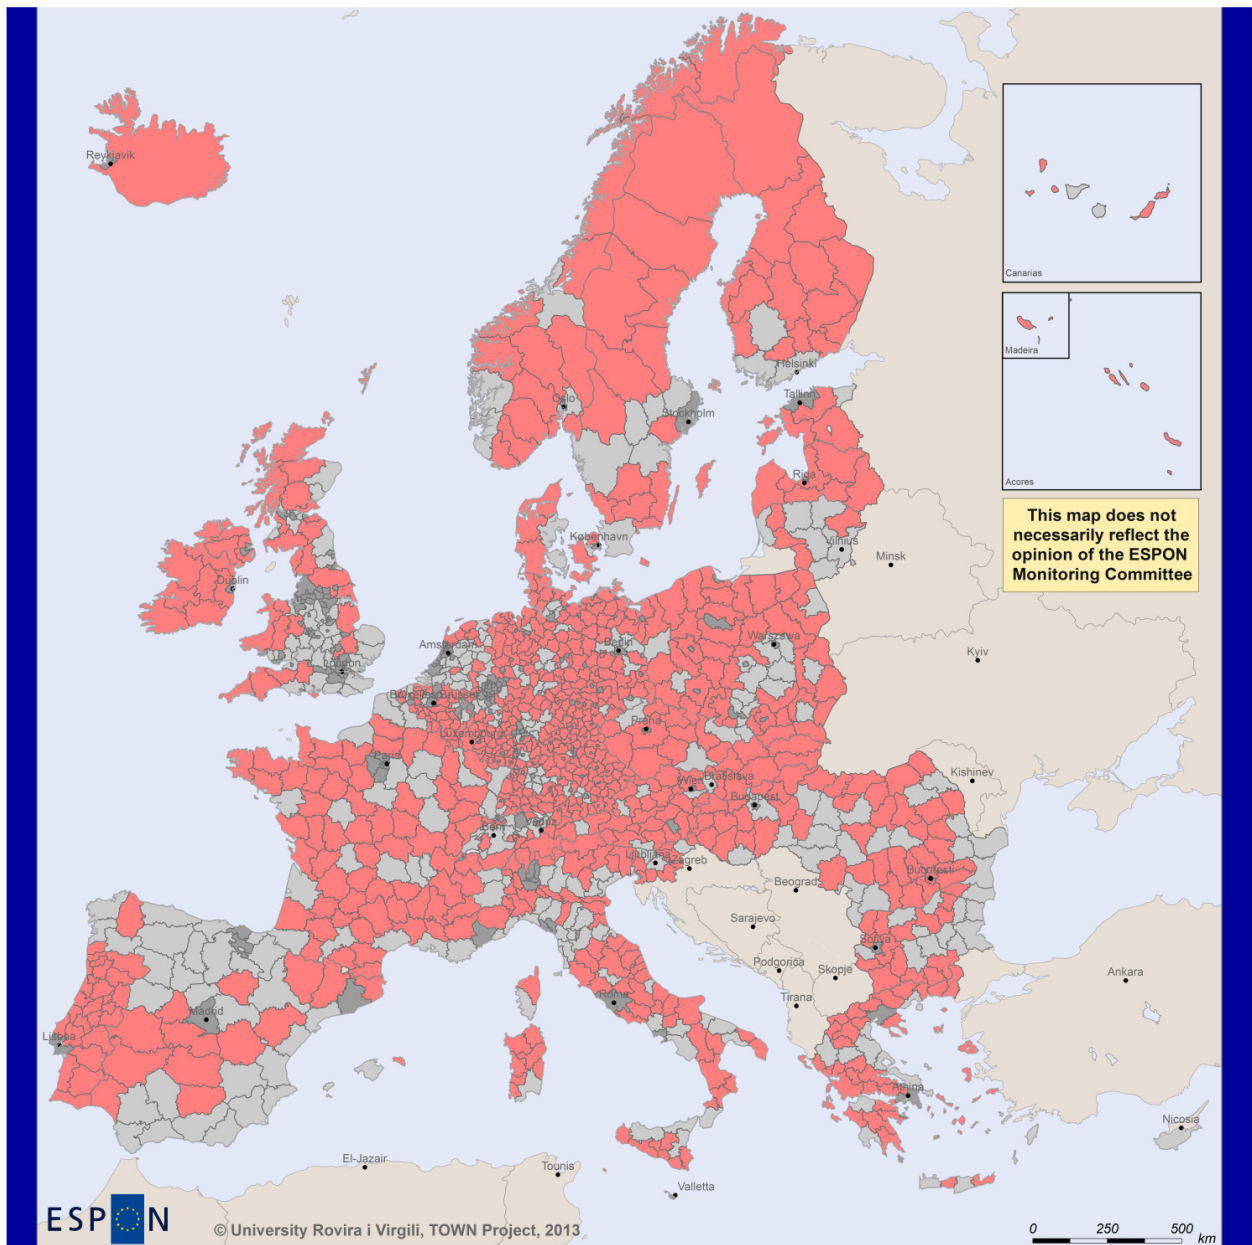 Reykjavik
Canarias
Madeira
Acores
Helsinki
Oslo
Tallinn
Stockholm
Riga
This map does not
necessarily reflect the
opinion of the ESPON
Monitoring Committee
København
Vilnius
Minsk
Dublin
Amsterdam
Berlin
Warszawa
London
Kyiv
Luxembourg
Praha
Paris
Kishinev
Wien
Bratislava
Budapest
Bern
Vaduz
Ljubljana
Zagreb
Bucuresti
Beograd
Sarajevo
Sofiya
Podgorica
Skopje
Ankara
Roma
Tirana
Madrid
Lisboa
Athina
Nicosia
El-Jazair
Tounis
Valletta
ESPON
© University Rovira i Virgili, TOWN Project, 2013
0 250 500
km